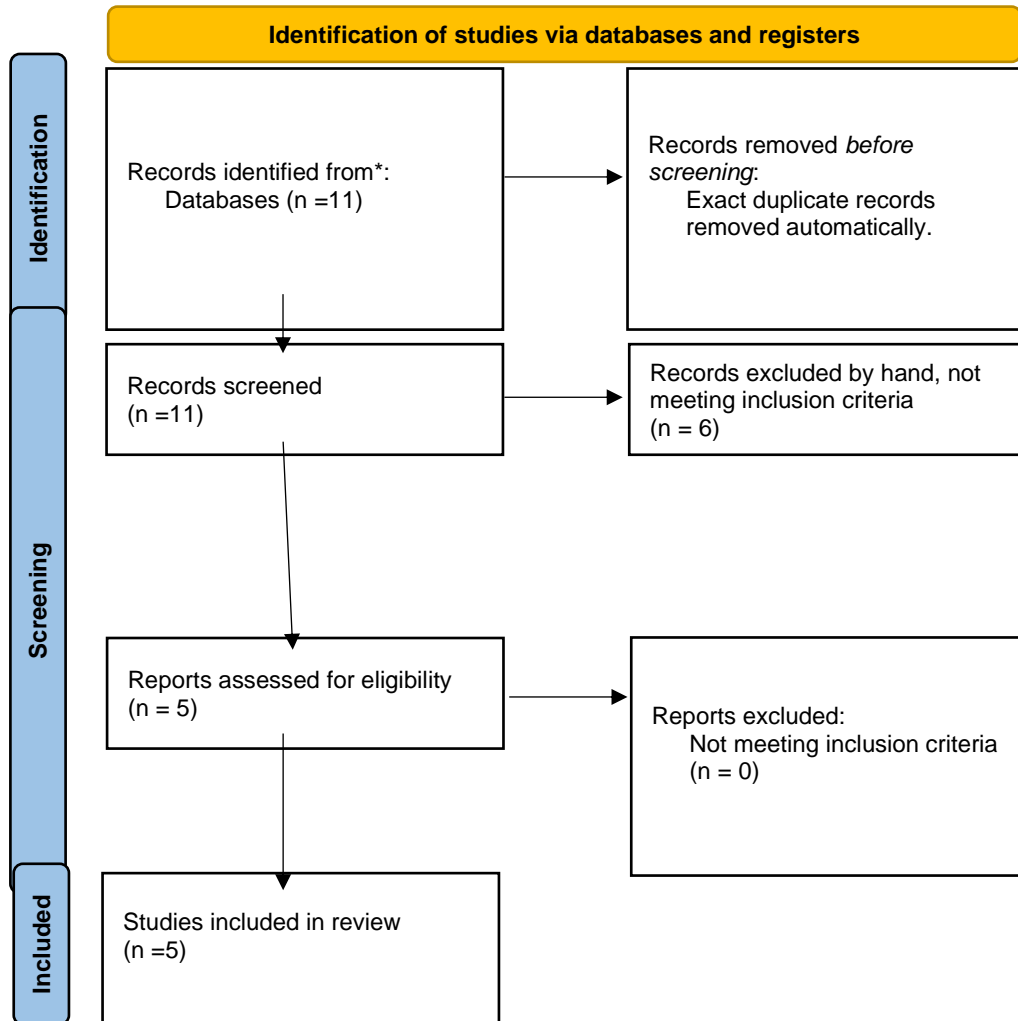 Identification of studies via databases and registers
Identification
Records identified from*:
Databases (n =11)
Records removed before
screening:
Exact duplicate records
removed automatically.
Screening
Records screened
(n =11)
Records excluded by hand, not
meeting inclusion criteria
(n = 6)
Reports assessed for eligibility
(n = 5)
Reports excluded:
Not meeting inclusion criteria
(n = 0)
Included
Studies included in review
(n =5)